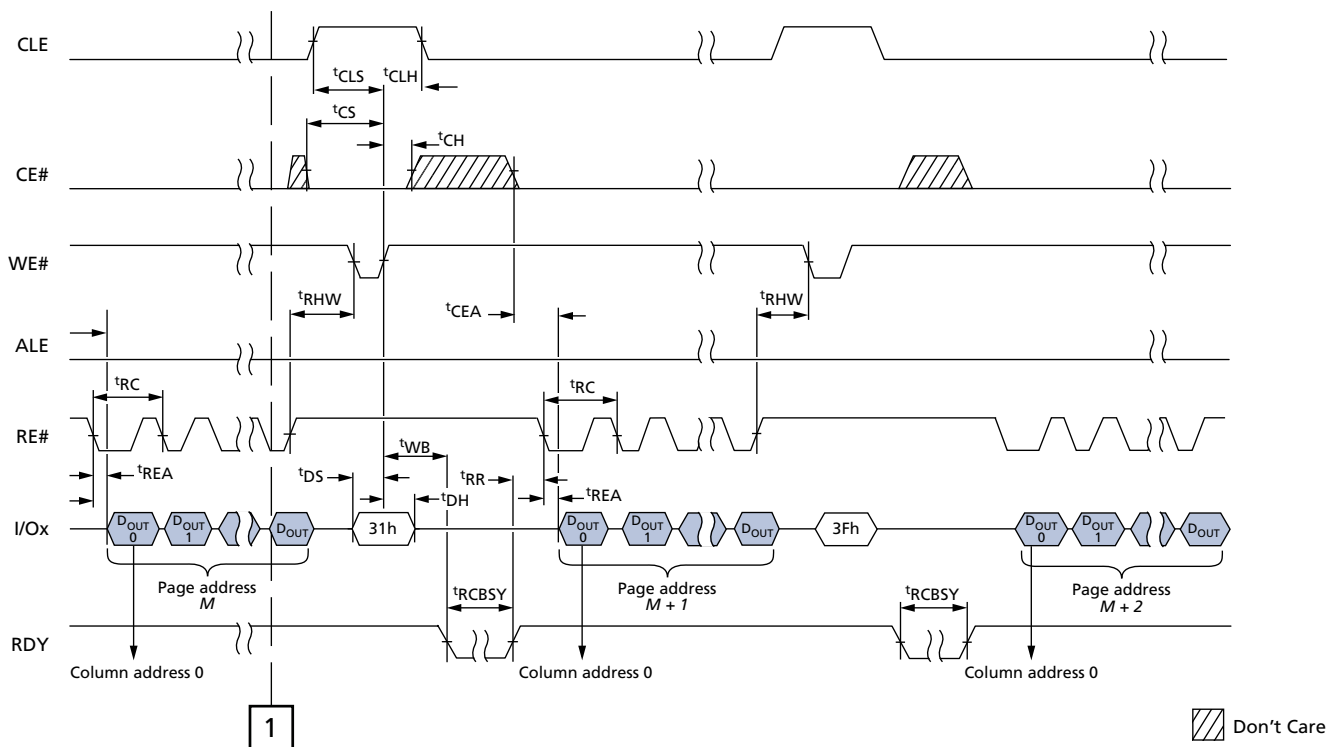 CLE
tCLS tCLH
tCS
tCH
CE#
WE#
tRHW
tCEA
tRHW
ALE
tRC
tRC
RE#
tWB
tREA
tDS
tRR
tDH
tREA
I/Ox
DOUT 0
DOUT 1
DOUT
31h
DOUT 0
DOUT 1
DOUT
3Fh
DOUT 0
DOUT 1
DOUT
Page address
M
Page address
M + 1
Page address
M + 2
tRCBSY
tRCBSY
RDY
Column address 0
Column address 0
Column address 0
1
Don't Care